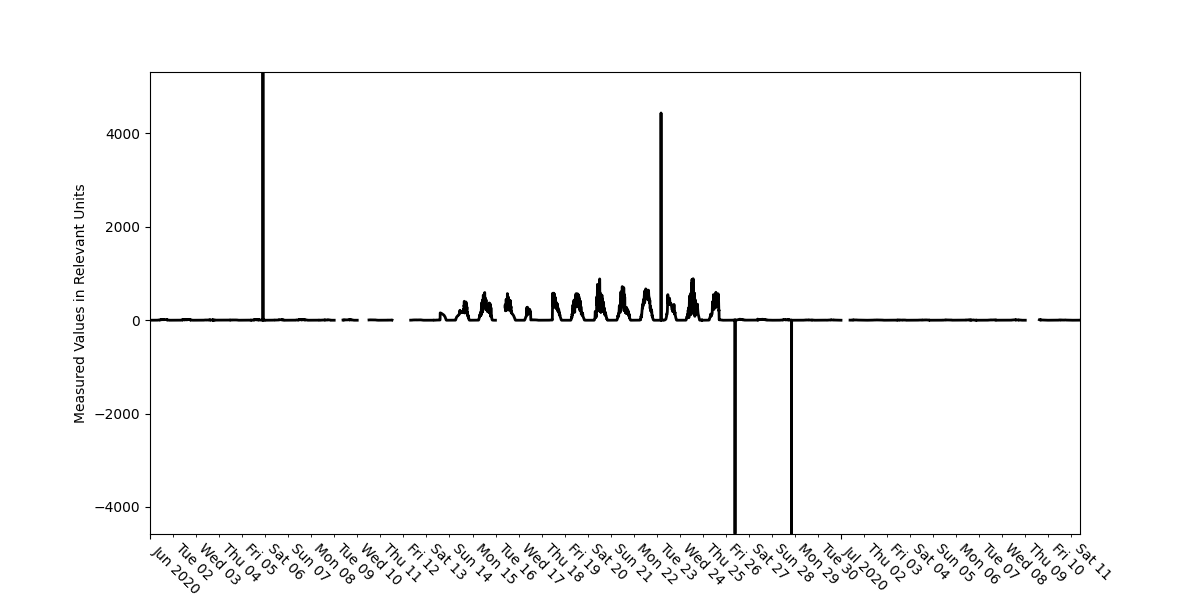 Measured Values in Relevant Units
4000
2000
0
−2000
−4000
Jun 2020
Tue 02
Wed 03
Thu 04
Fri 05
Sat 06
Sun 07
Mon 08
Tue 09
Wed 10
Thu 11
Fri 12
Sat 13
Sun 14
Mon 15
Tue 16
Wed 17
Thu 18
Fri 19
Sat 20
Sun 21
Mon 22
Tue 23
Wed 24
Thu 25
Fri 26
Sat 27
Sun 28
Mon 29
Tue 30
Jul 2020
Thu 02
Fri 03
Sat 04
Sun 05
Mon 06
Tue 07
Wed 08
Thu 09
Fri 10
Sat 11